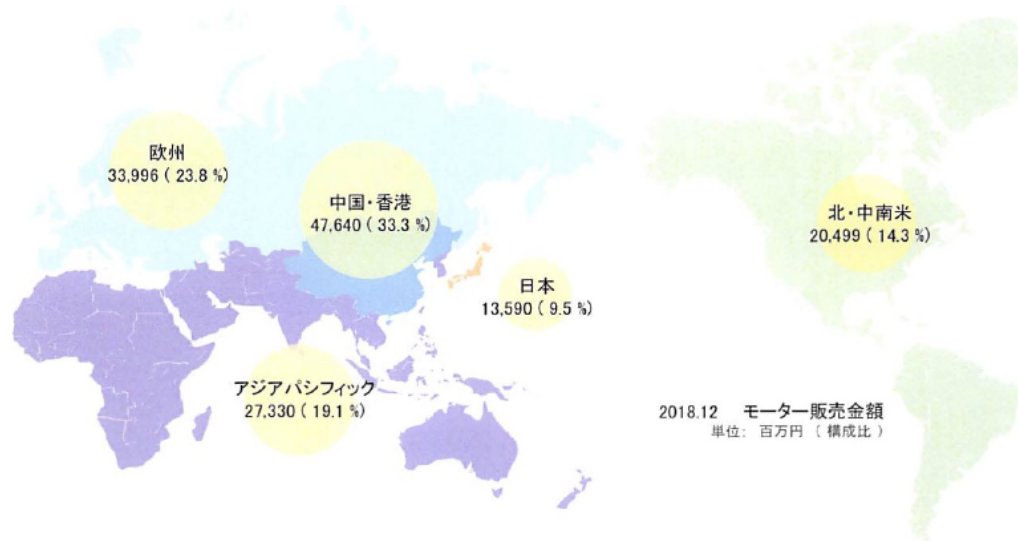 欧州
33,996 ( 23.8 %)
中国・香港
47,640 ( 33.3 %)
北・中南米
20,499 ( 14.3 %)
日本
13,590 ( 9.5 %)
アジアパシフィック
27,330 ( 19.1 %)
2018.12 モーター販売金額
単位: 百万円 ( 構成比 )